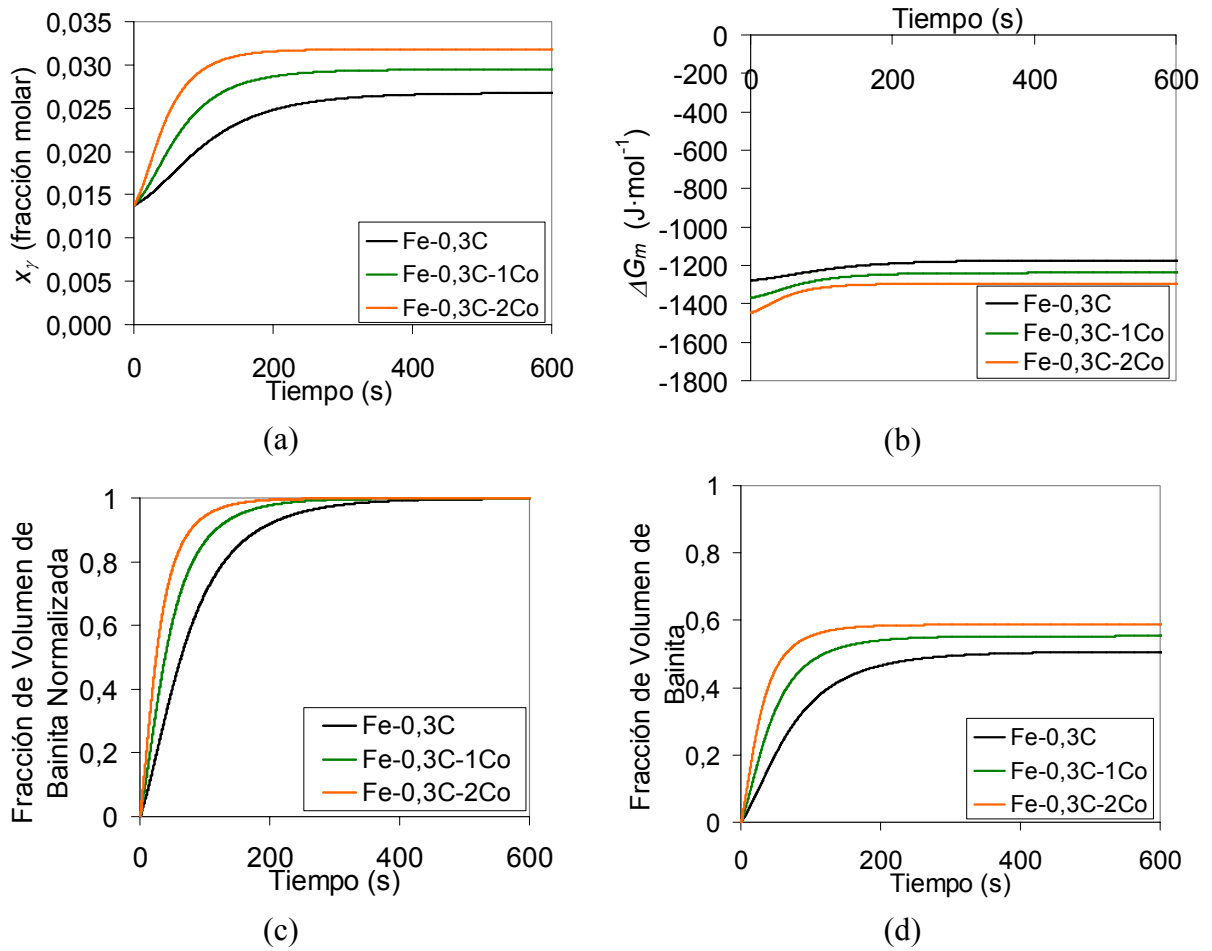 0,035
0,030
0,025
0,020
0,015
0,010
0,005
0,000
xγ (fracción molar)
0 200 400 600
Tiempo (s)
Fe-0,3C
Fe-0,3C-1Co
Fe-0,3C-2Co
(a)
Tiempo (s)
0
-200
-400
-600
-800
-1000
-1200
-1400
-1600
-1800
ΔGm (J·mol-1)
0 200 400 600
Fe-0,3C
Fe-0,3C-1Co
Fe-0,3C-2Co
(b)
1
0,8
0,6
0,4
0,2
0
Fracción de Volumen de
Bainita Normalizada
0 200 400 600
Tiempo (s)
Fe-0,3C
Fe-0,3C-1Co
Fe-0,3C-2Co
(c)
1
0,8
0,6
0,4
0,2
0
Fracción de Volumen de
Bainita
0 200 400 600
Tiempo (s)
Fe-0,3C
Fe-0,3C-1Co
Fe-0,3C-2Co
(d)